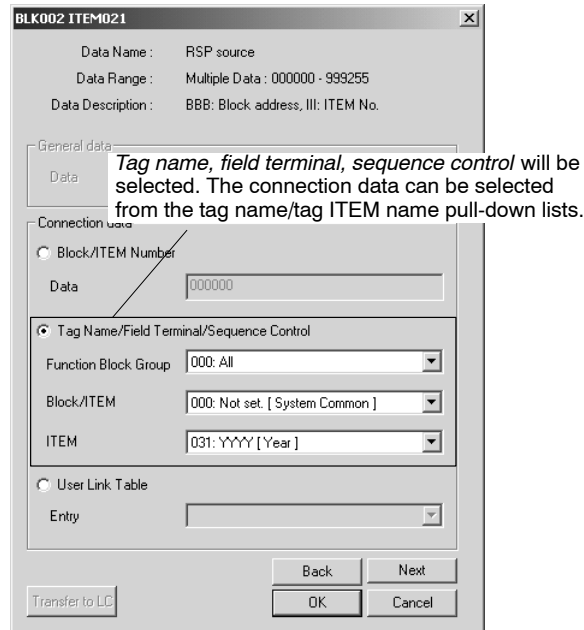 BLK002 ITEM021
Data Name : RSP source
Data Range : Multiple Data : 000000 - 999255
Data Description : BBB: Block address, III: ITEM No.
General data
Data
Tag name, field terminal, sequence control will be
selected. The connection data can be selected
from the tag name/tag ITEM name pull-down lists.
Connection data
Block/ITEM Number
Data 000000
Tag Name/Field Terminal/Sequence Control
Function Block Group 000: All
Block/ITEM 000: Not set. [ System Common ]
ITEM 031: YYYY [ Year ]
User Link Table
Entry
Back Next
Transfer to LC OK Cancel